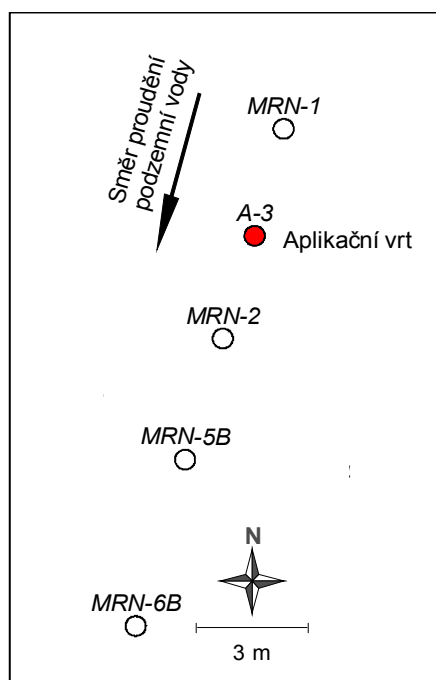 Směr proudění
podzemní vody
MRN-1
A-3
Aplikační vrt
MRN-2
MRN-5B
N
MRN-6B
3 m